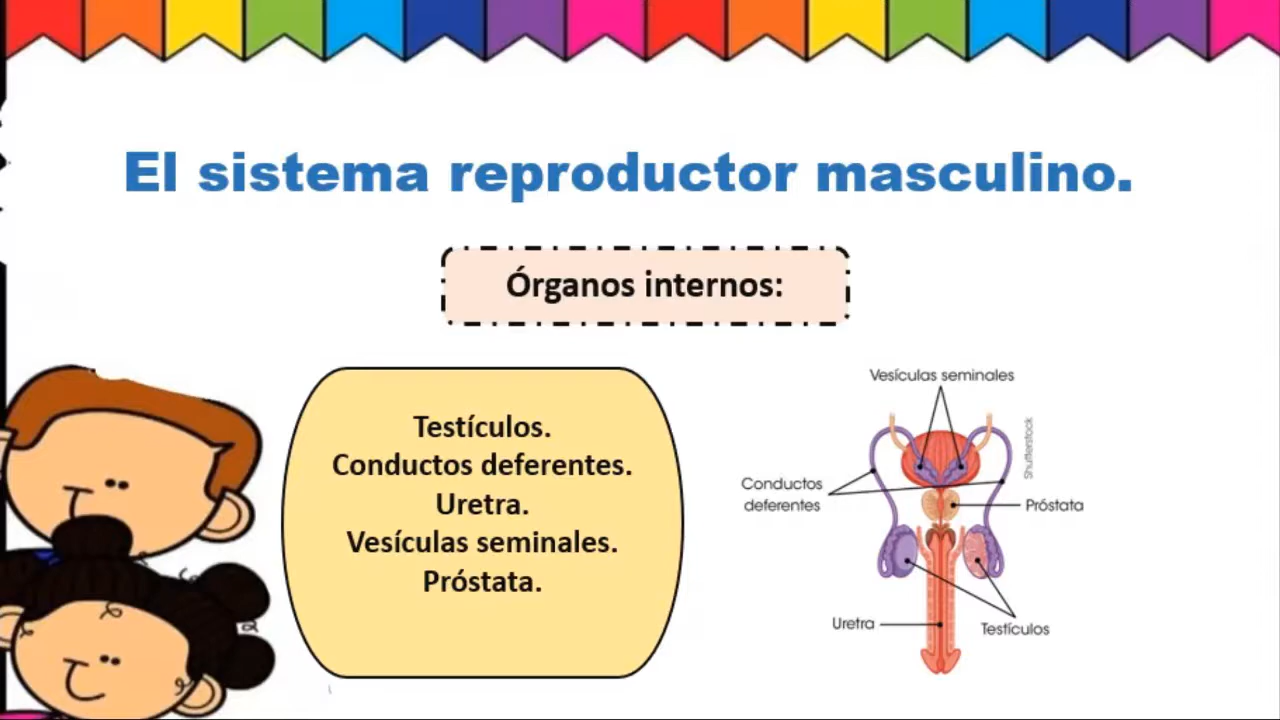 El sistema reproductor masculino.
Órganos internos:
Testículos.
Conductos deferentes.
Uretra.
Vesículas seminales.
Próstata.
Vesículas seminales
Shutterstock
Conductos
deferentes
Próstata
Uretra
Testículos